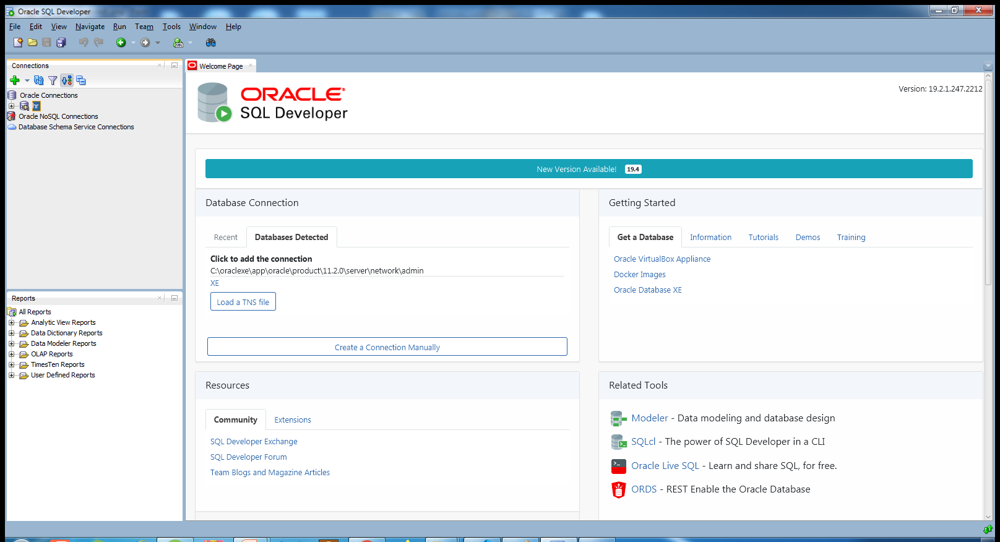 Oracle SQL Developer
File Edit View Navigate Run Team Tools Window Help
Connections
Oracle Connections
hr
Oracle NoSQL Connections
Database Schema Service Connections
Reports
All Reports
Analytic View Reports
Data Dictionary Reports
Data Modeler Reports
OLAP Reports
TimesTen Reports
User Defined Reports
Welcome Page
ORACLE
SQL Developer
Version: 19.2.1.247.2212
New Version Available! 19.4
Database Connection
Recent Databases Detected
Click to add the connection
C:\oraclexe\app\oracle\product\11.2.0\server\network\admin
XE
Load a TNS file
Create a Connection Manually
Getting Started
Get a Database Information Tutorials Demos Training
Oracle VirtualBox Appliance
Docker Images
Oracle Database XE
Resources
Community Extensions
SQL Developer Exchange
SQL Developer Forum
Team Blogs and Magazine Articles
Related Tools
Modeler - Data modeling and database design
SQLcl - The power of SQL Developer in a CLI
Oracle Live SQL - Learn and share SQL, for free.
ORDS - REST Enable the Oracle Database